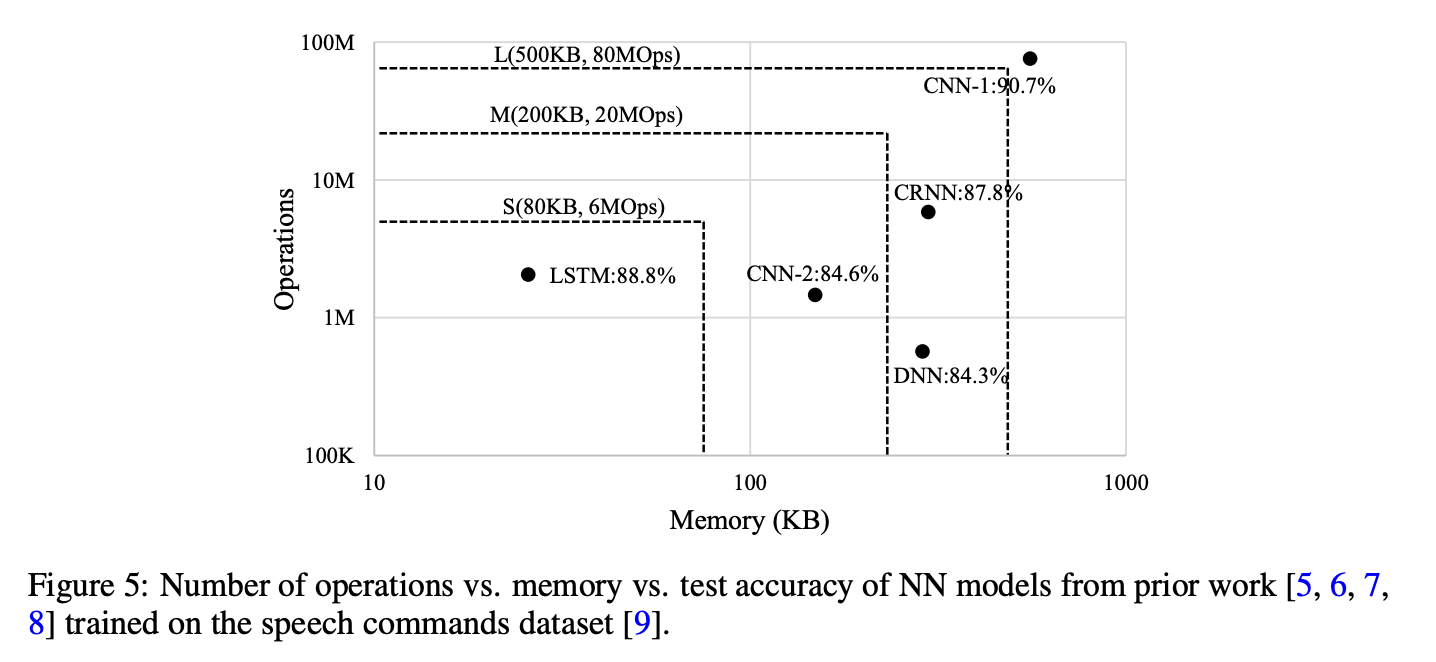 100M
L(500KB, 80MOps)
CNN-1:90.7%
M(200KB, 20MOps)
10M
CRNN:87.8%
S(80KB, 6MOps)
Operations
LSTM:88.8%
CNN-2:84.6%
1M
DNN:84.3%
100K
10 100 1000
Memory (KB)
Figure 5: Number of operations vs. memory vs. test accuracy of NN models from prior work [5, 6, 7,
8] trained on the speech commands dataset [9].